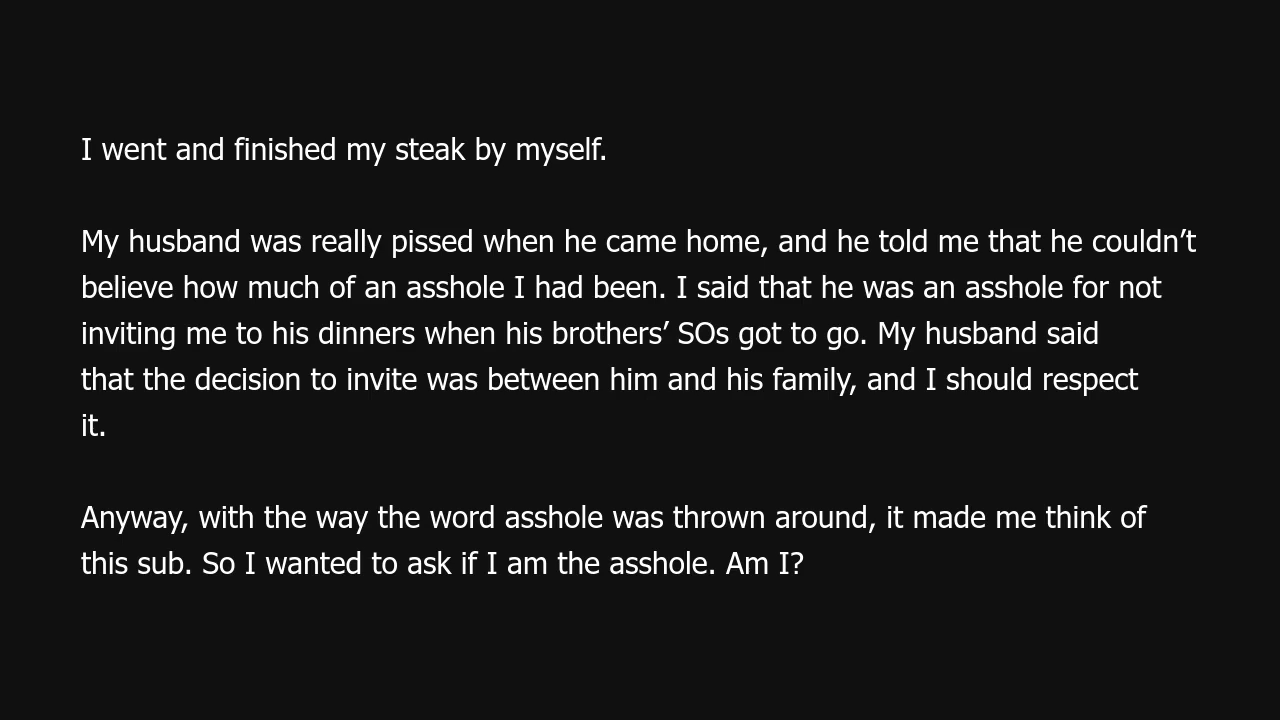 I went and finished my steak by myself.
My husband was really pissed when he came home, and he told me that he couldn’t
believe how much of an asshole I had been. I said that he was an asshole for not
inviting me to his dinners when his brothers’ SOs got to go. My husband said
that the decision to invite was between him and his family, and I should respect
it.
Anyway, with the way the word asshole was thrown around, it made me think of
this sub. So I wanted to ask if I am the asshole. Am I?